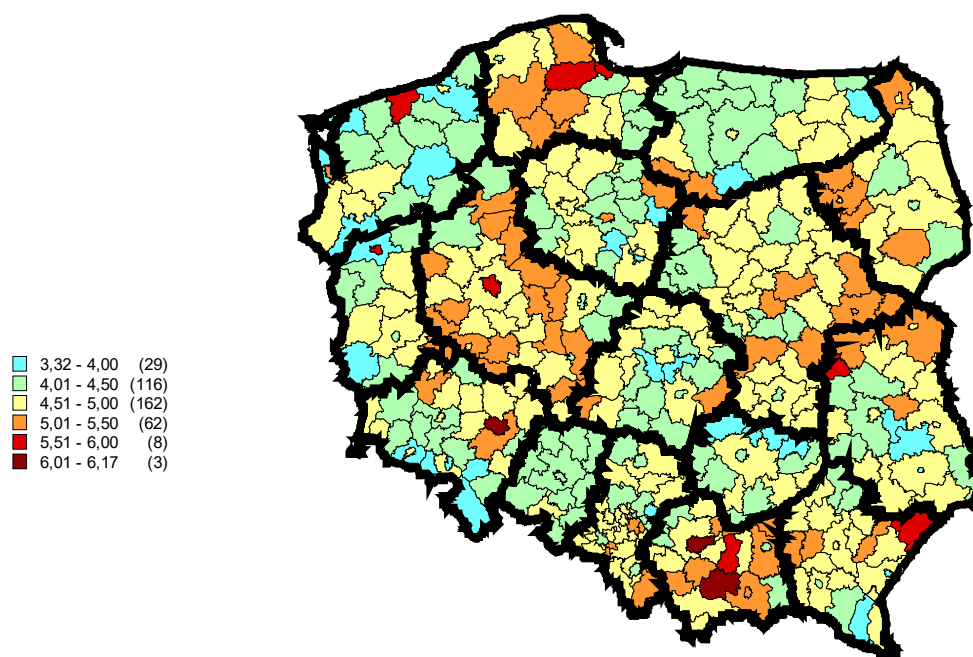 3,32 - 4,00 (29)
4,01 - 4,50 (116)
4,51 - 5,00 (162)
5,01 - 5,50 (62)
5,51 - 6,00 (8)
6,01 - 6,17 (3)